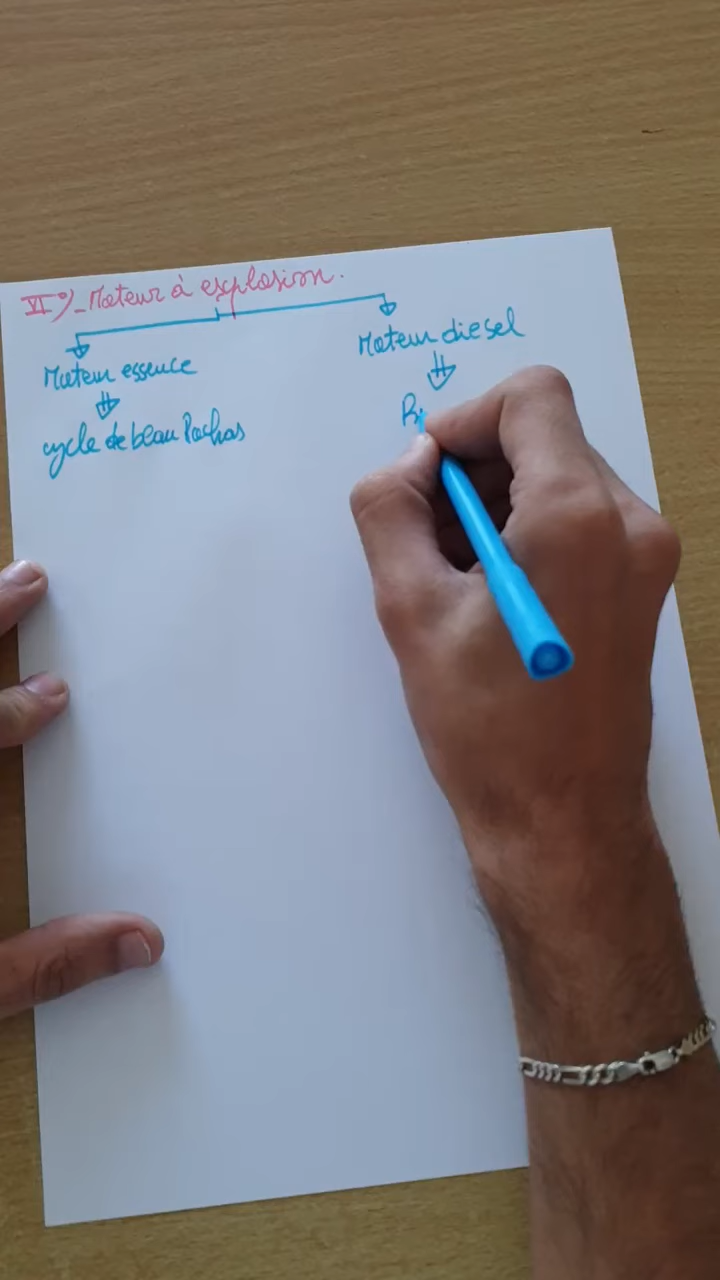 VI°)_Moteur à explosion.
Moteur essence
Moteur diesel
cycle de beau Rochas